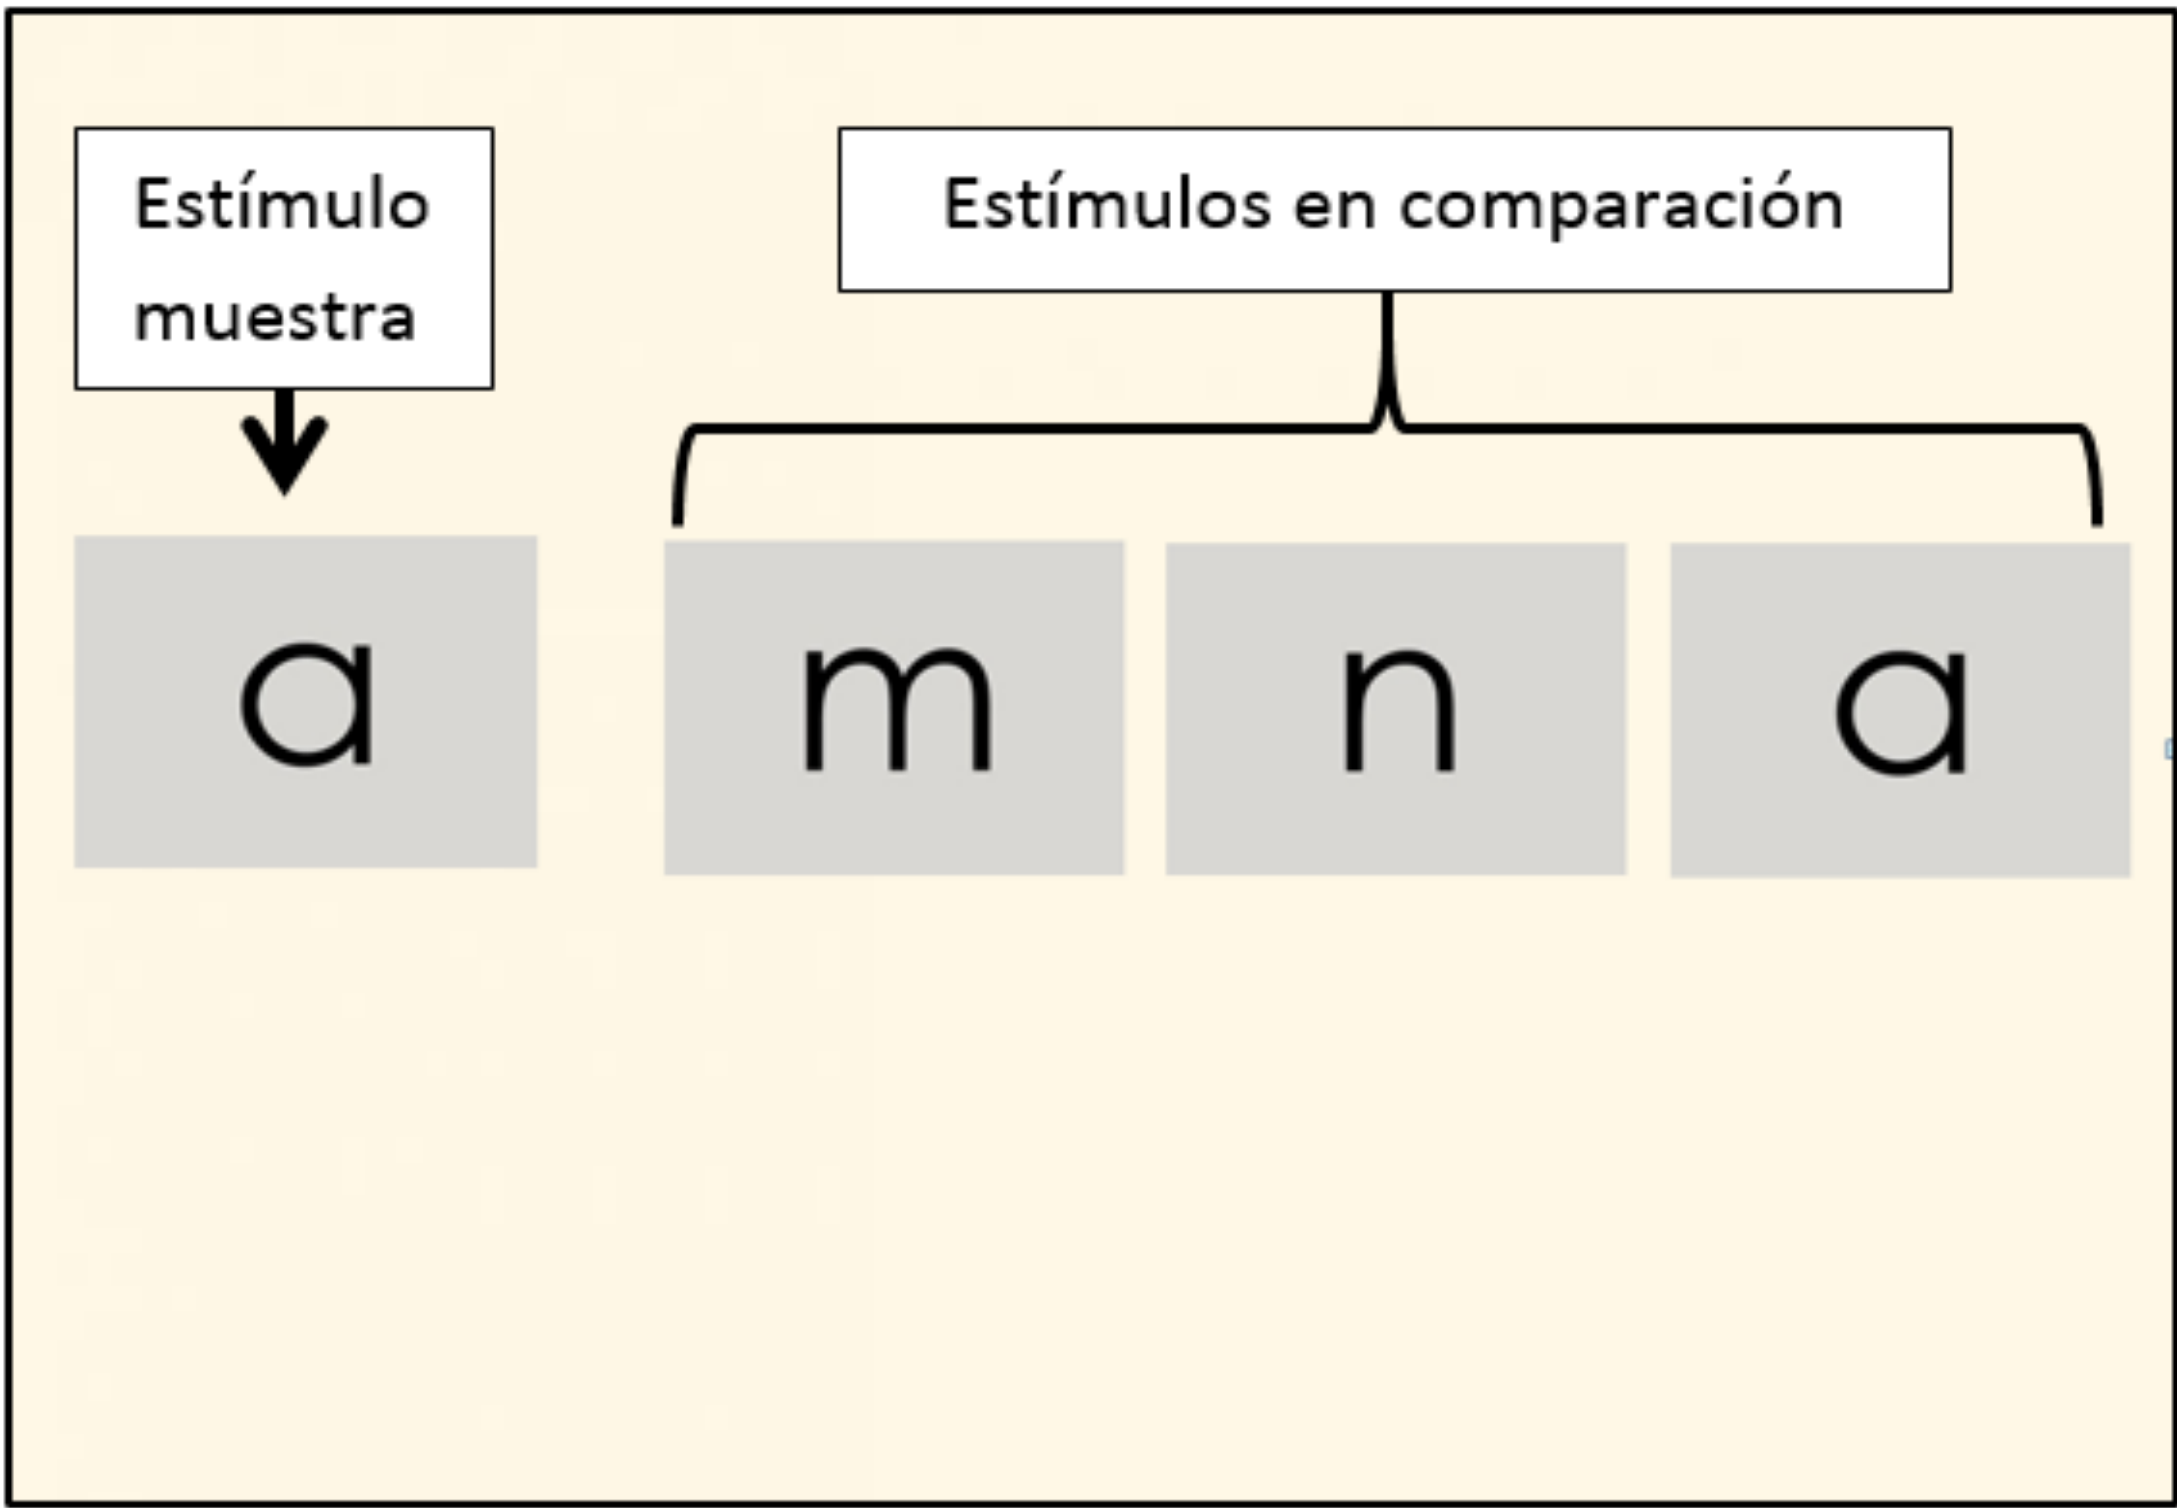 Estímulo
muestra
Estímulos en comparación
a
m n a